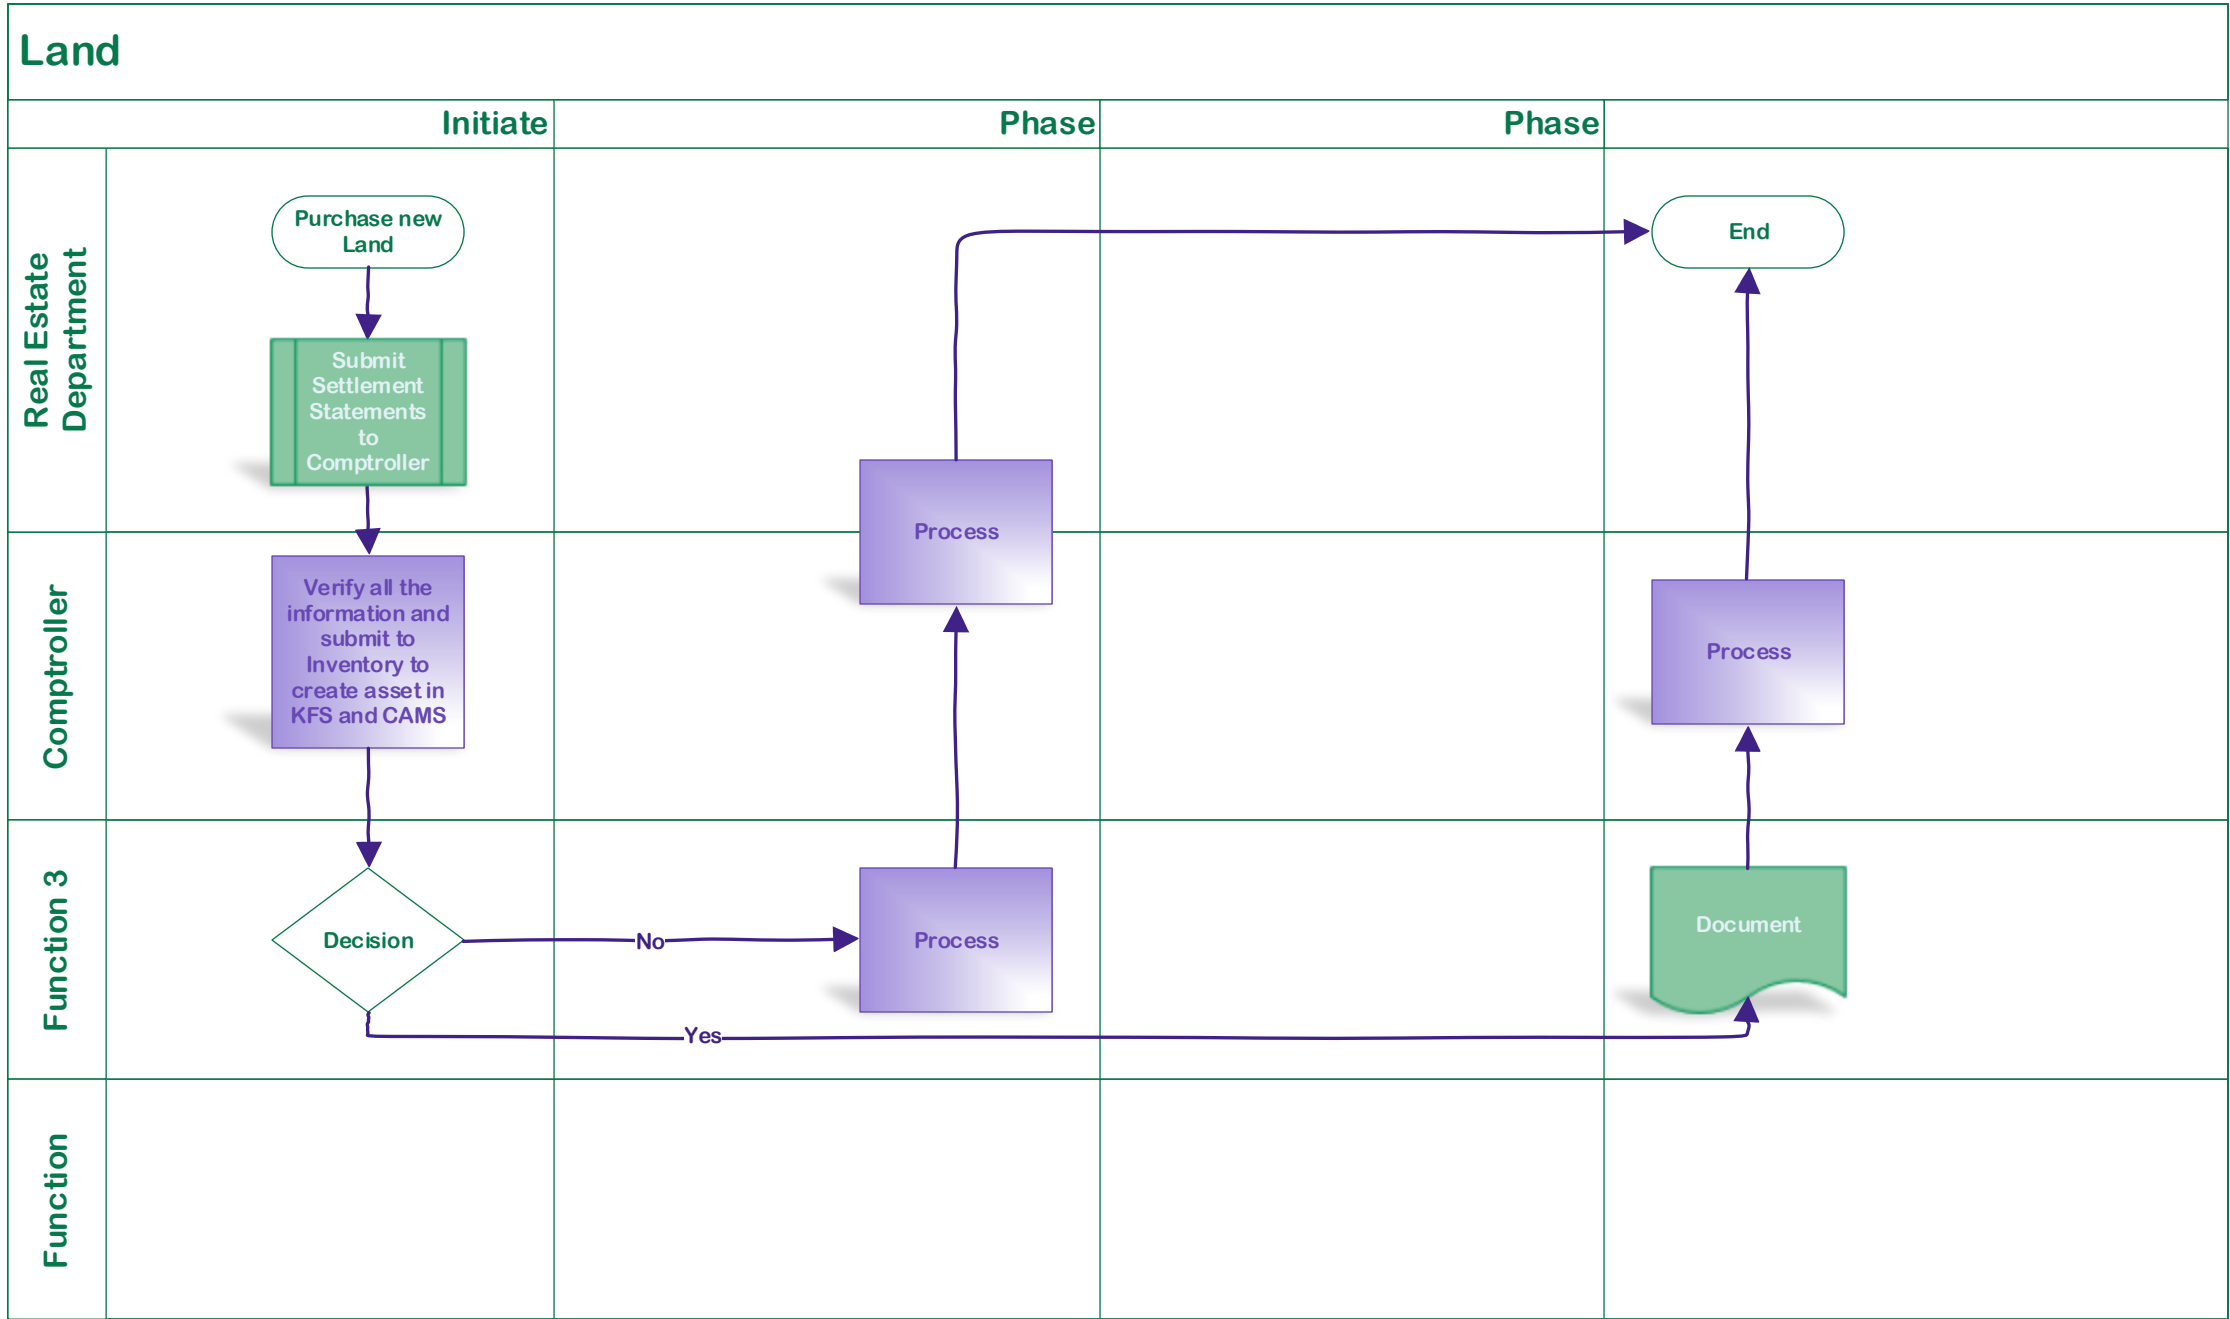 Land
Initiate
Phase
Phase
Real Estate
Department
Purchase new
Land
End
Submit
Settlement
Statements
to
Comptroller
Process
Comptroller
Verify all the
information and
submit to
Inventory to
create asset in
KFS and CAMS
Process
Function 3
Decision
No
Process
Document
Yes
Function